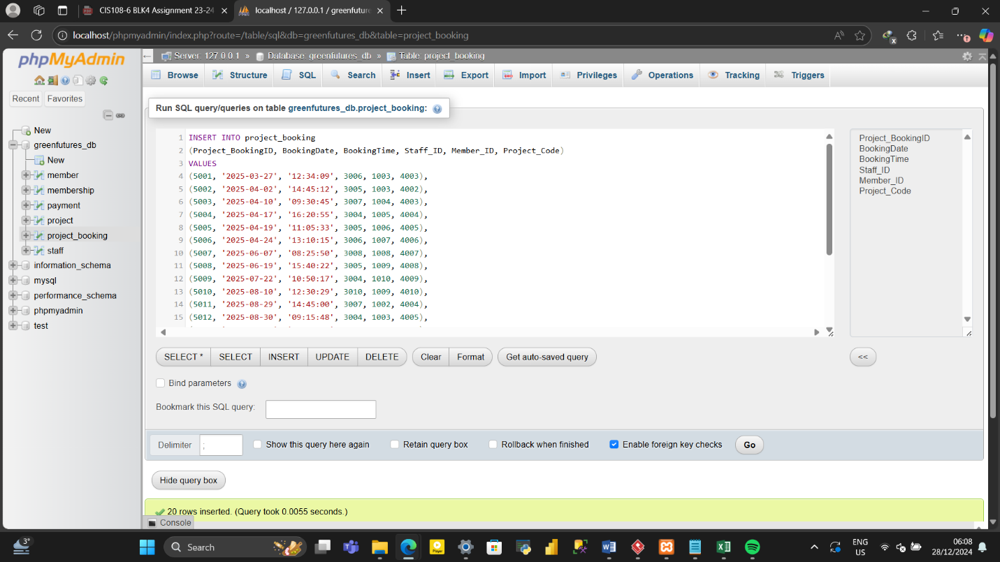 CIS108-6 BLK4 Assignment 23-24
localhost / 127.0.0.1 / greenfuture
localhost/phpmyadmin/index.php?route=/table/sql&db=greenfutures_db&table=project_booking
phpMyAdmin
Recent
Favorites
New
greenfutures_db
New
member
membership
payment
project
project_booking
staff
information_schema
mysql
performance_schema
phpmyadmin
test
Server: 127.0.0.1 » Database: greenfutures_db » Table: project_booking
Browse Structure SQL Search Insert Export Import Privileges Operations Tracking Triggers
Run SQL query/queries on table greenfutures_db.project_booking:
1 INSERT INTO project_booking
2 (Project_BookingID, BookingDate, BookingTime, Staff_ID, Member_ID, Project_Code)
3 VALUES
4 (5001, '2025-03-27', '12:34:09', 3006, 1003, 4003),
5 (5002, '2025-04-02', '14:45:12', 3005, 1003, 4002),
6 (5003, '2025-04-10', '09:30:45', 3007, 1004, 4003),
7 (5004, '2025-04-17', '16:20:55', 3004, 1005, 4004),
8 (5005, '2025-04-19', '11:05:33', 3005, 1006, 4005),
9 (5006, '2025-04-24', '13:10:15', 3006, 1007, 4006),
10 (5007, '2025-06-07', '08:25:50', 3008, 1008, 4007),
11 (5008, '2025-06-19', '15:40:22', 3005, 1009, 4008),
12 (5009, '2025-07-22', '10:50:17', 3004, 1010, 4009),
13 (5010, '2025-08-10', '12:30:29', 3010, 1009, 4010),
14 (5011, '2025-08-29', '14:45:00', 3007, 1002, 4004),
15 (5012, '2025-08-30', '09:15:48', 3004, 1003, 4005),
Project_BookingID
BookingDate
BookingTime
Staff_ID
Member_ID
Project_Code
SELECT * SELECT INSERT UPDATE DELETE Clear Format Get auto-saved query <<
Bind parameters
Bookmark this SQL query:
Delimiter ; Show this query here again Retain query box Rollback when finished Enable foreign key checks Go
Hide query box
20 rows inserted. (Query took 0.0055 seconds.)
Console
3°
Search
Player
ENG
US
06:08
28/12/2024